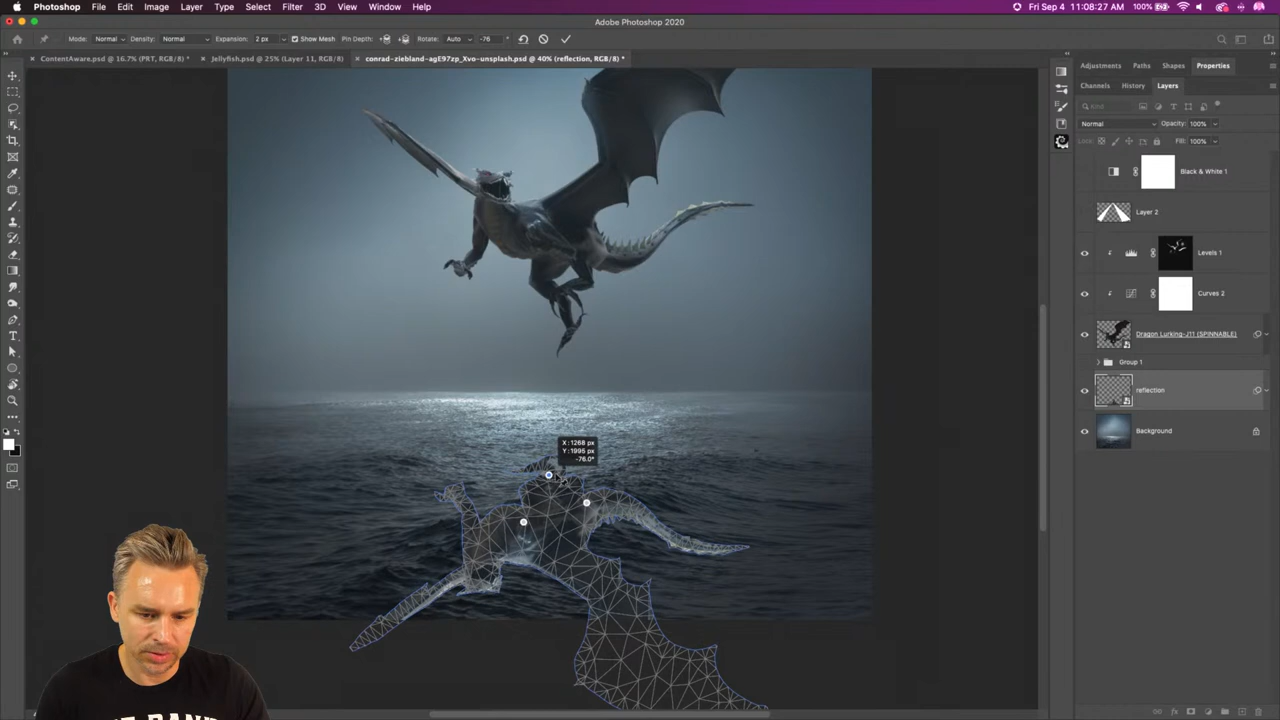 Photoshop File Edit Image Layer Type Select Filter 3D View Window Help 100% Fri Sep 4 11:08:27 AM
Adobe Photoshop 2020
Mode: Normal Density: Normal Expansion: 2 px Show Mesh Pin Depth: Rotate: Auto -76 °
ContentAware.psd @ 16.7% (PRT, RGB/8) * Jellyfish.psd @ 25% (Layer 11, RGB/8) conrad-ziebland-agE97zp_Xvo-unsplash.psd @ 40% (reflection, RGB/8) *
Adjustments Paths Shapes Properties
Channels History Layers
Kind
Normal Opacity: 100%
Lock: Fill: 100%
Black & White 1
Layer 2
Levels 1
Curves 2
Dragon Lurking-J11 (SPINNABLE)
Group 1
reflection
Background
X: 1268 px
Y: 1995 px
-76.0°